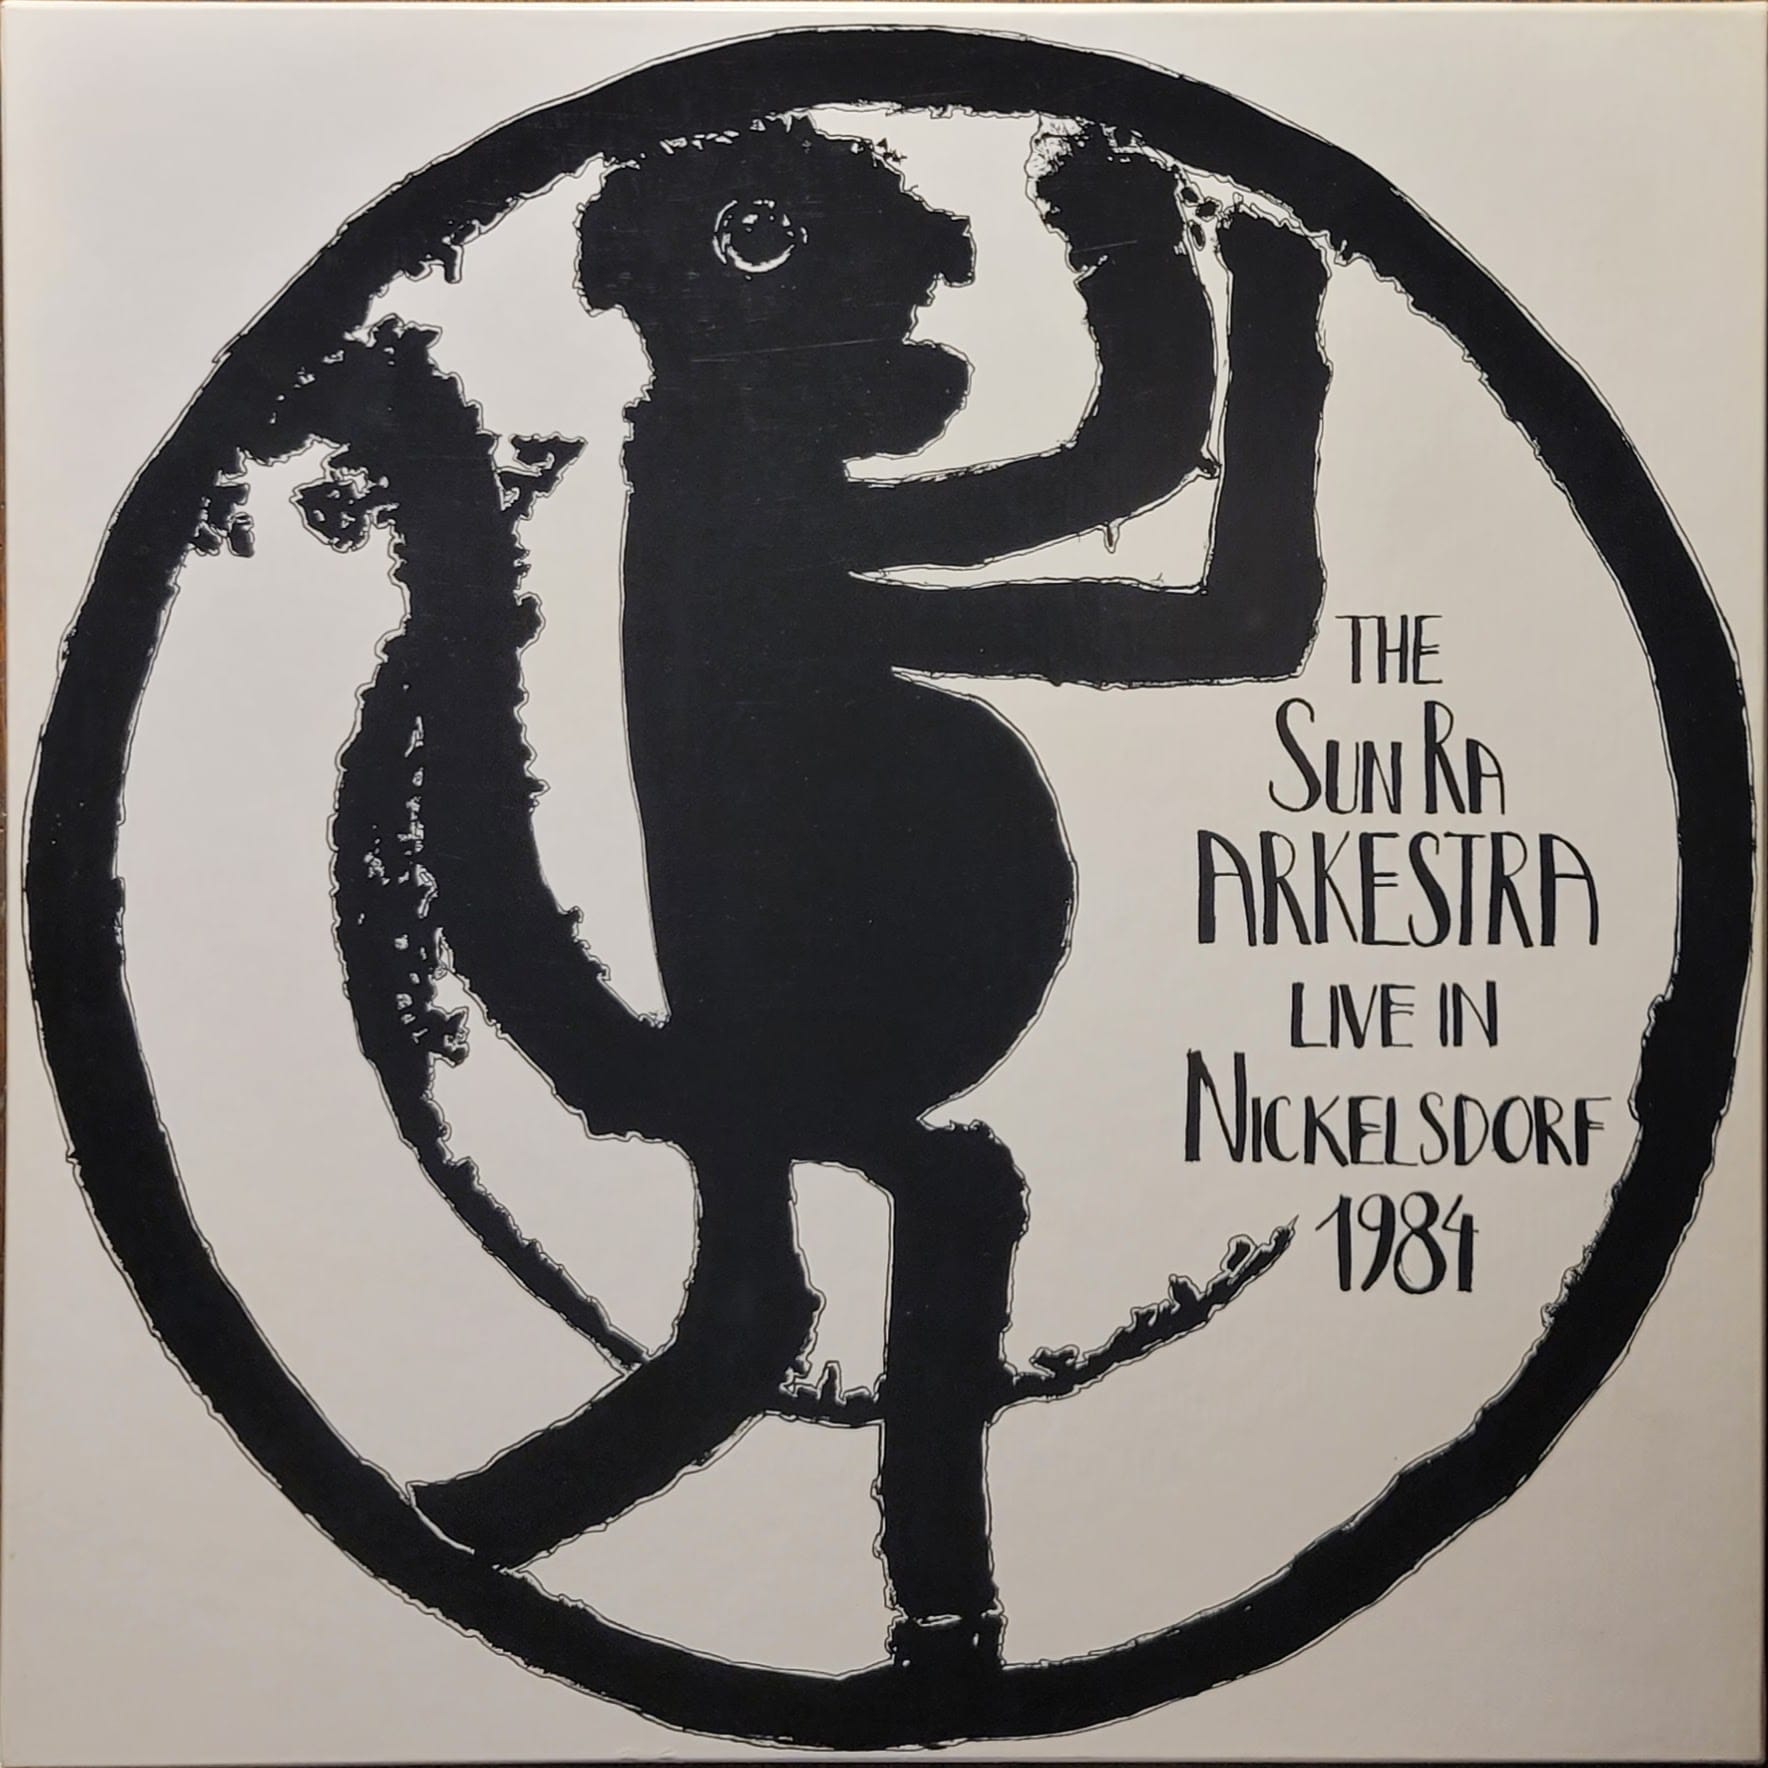 THE
SUN RA
ARKESTRA
LIVE IN
NICKELSDORF
1984